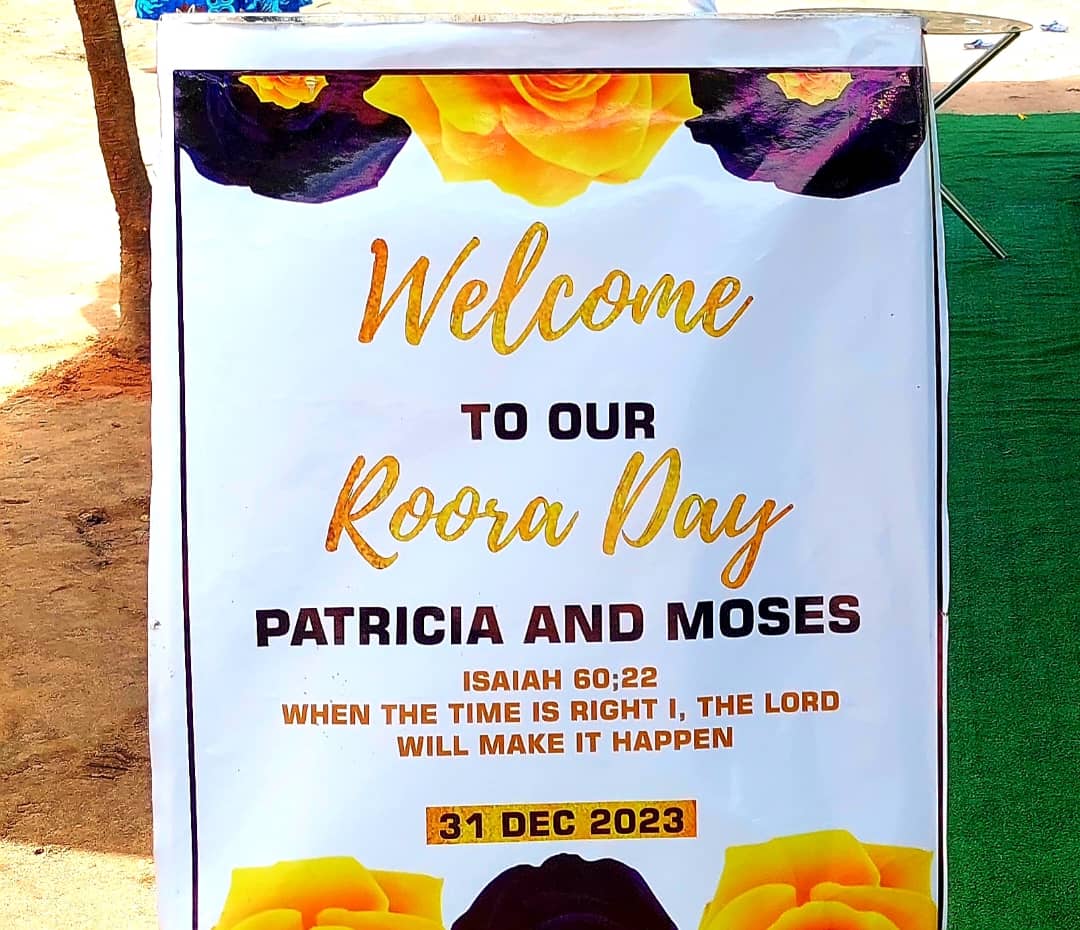 Welcome
TO OUR
Roora Day
PATRICIA AND MOSES
ISAIAH 60;22
WHEN THE TIME IS RIGHT I, THE LORD
WILL MAKE IT HAPPEN
31 DEC 2023